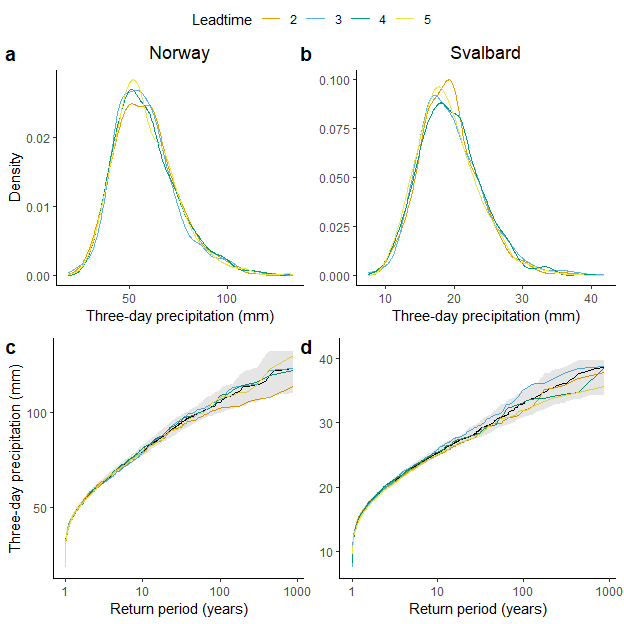 Leadtime 2 3 4 5
a Norway b Svalbard
Density
0.02
0.01
0.00
50 100
Three-day precipitation (mm)
0.100
0.075
0.050
0.025
0.000
10 20 30 40
Three-day precipitation (mm)
c d
Three-day precipitation (mm)
100
50
1 10 100 1000
Return period (years)
40
30
20
10
1 10 100 1000
Return period (years)